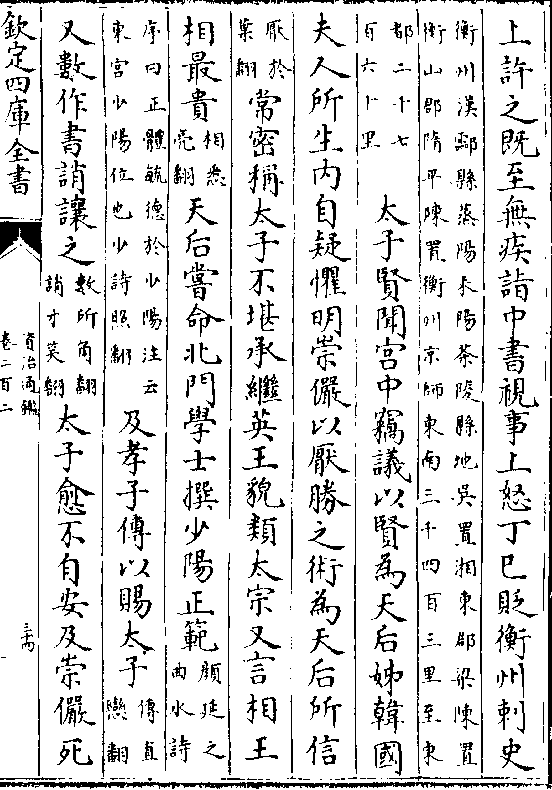 上許之既至無疾詣中書視事上怒丁巳貶衡州刺史
衡州漢酃縣蒸陽耒陽茶陵縣地吳置湘東郡梁陳置
衡山郡隋平陳置衡州京師東南三千四百三里至東
都二十七
百六十里
太子賢聞宫中竊議以賢為天后姊韓國
夫人所生内自疑懼明崇儼以厭勝之術為天后所信
厭於
葉翻
常密稱太子不堪承繼英王貌類太宗又言相王
相最貴
相悉
亮翻
天后嘗命北門學士撰少陽正範
顔延之
曲水詩
序曰正體毓德於少陽注云
東宫少陽位也少詩照翻
及孝子傳以賜太子
傳直
戀翻
又數作書誚讓之
數所角翻
誚才笑翻
太子愈不自安及崇儼死
欽定四庫全書
資治通鑑
卷二百二